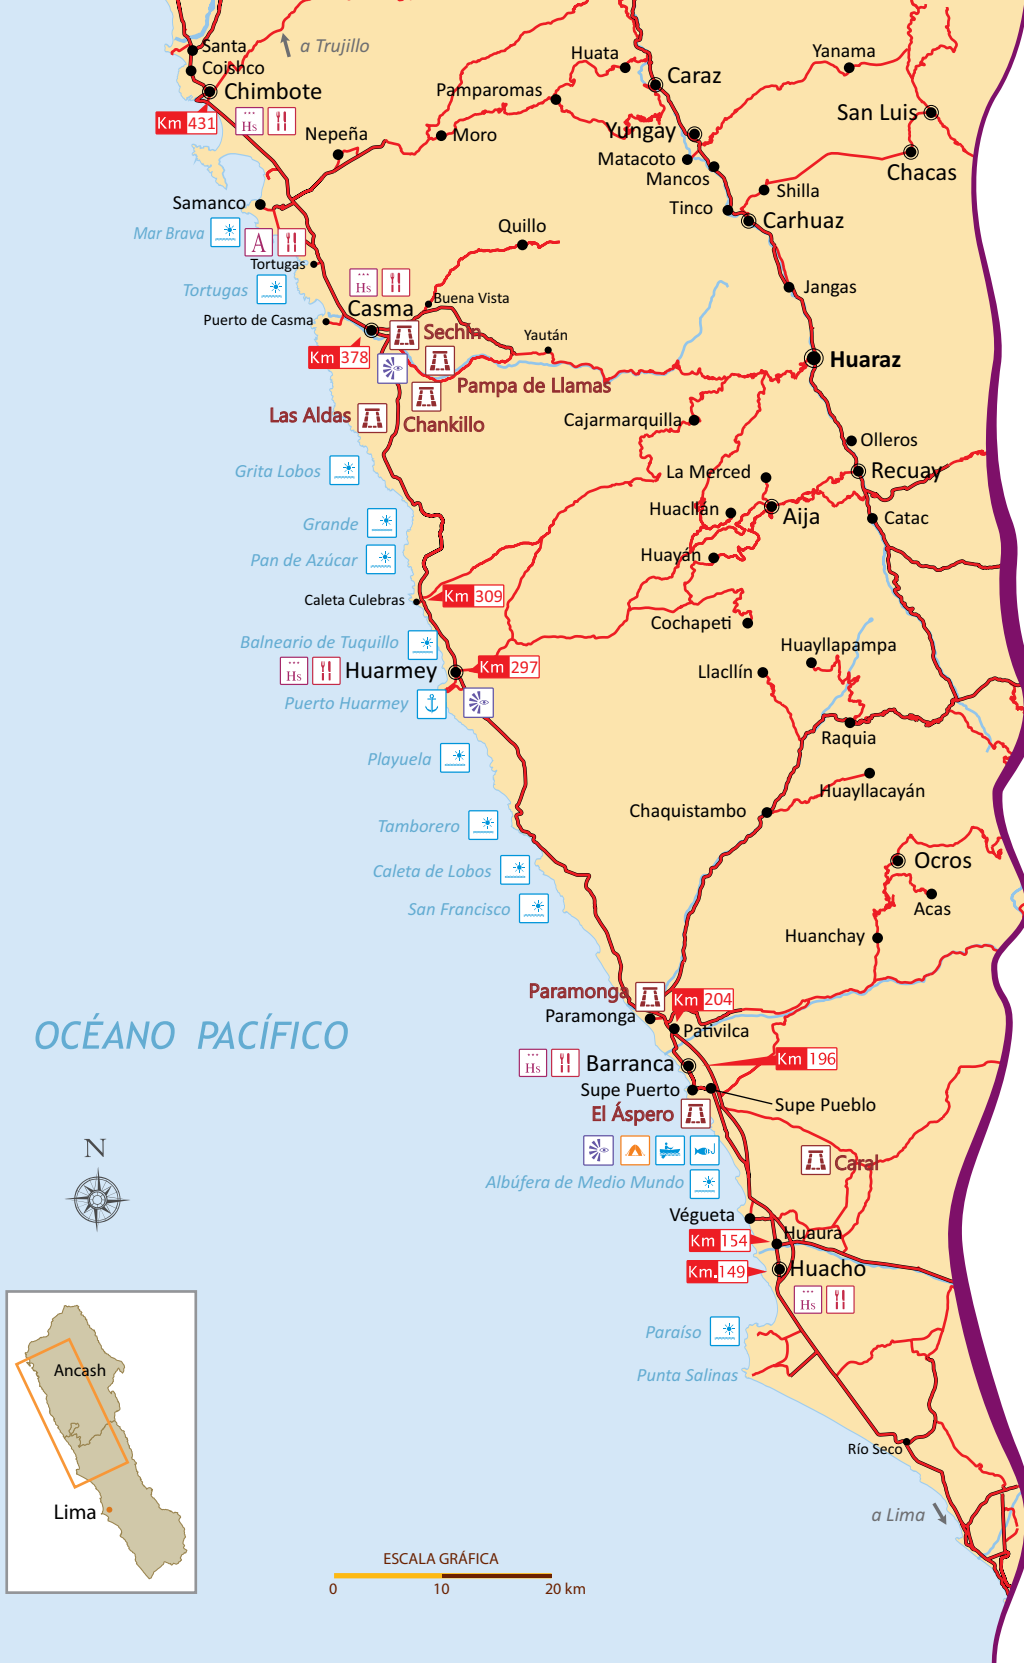 Santa
a Trujillo
Coishco
Chimbote
Km 431
Hs
Nepeña
Huata
Caraz
Yanama
Pamparomas
Moro
Yungay
San Luis
Matacoto
Mancos
Chacas
Shilla
Samanco
Tinco
Carhuaz
Mar Brava
A
Quillo
Tortugas
Tortugas
Hs
Jangas
Buena Vista
Casma
Puerto de Casma
Sechín
Yaután
Km 378
Huaraz
Pampa de Llamas
Las Aldas
Chankillo
Cajarmarquilla
Olleros
Grita Lobos
La Merced
Recuay
Huacllán
Aija
Catac
Grande
Pan de Azúcar
Huayán
Caleta Culebras
Km 309
Cochapeti
Balneario de Tuquillo
Huayllapampa
Hs
Huarmey
Km 297
Llacllín
Puerto Huarmey
Raquia
Playuela
Huayllacayán
Chaquistambo
Tamborero
Ocros
Caleta de Lobos
Acas
San Francisco
Huanchay
Paramonga
Km 204
Paramonga
Pativilca
OCÉANO PACÍFICO
Hs
Barranca
Km 196
Supe Puerto
Supe Pueblo
El Áspero
N
Caral
Albúfera de Medio Mundo
Végueta
Huaura
Km 154
Km.149
Huacho
Hs
Paraíso
Punta Salinas
Ancash
Río Seco
Lima
a Lima
ESCALA GRÁFICA
0 10 20 km